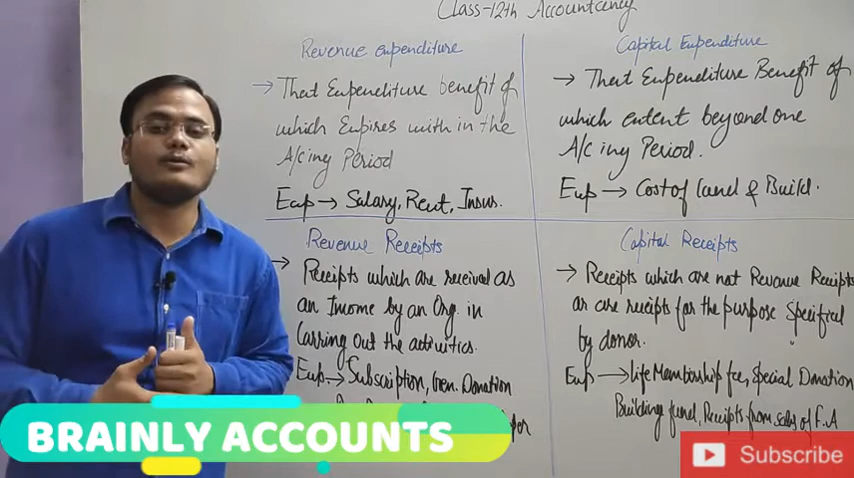 Class-12th Accountancy
Revenue expenditure
→ That Expenditure benefit of
which Expires with in the
A/c ing Period
Exp → Salary, Rent, Insur.
Capital Expenditure
→ That Expenditure Benefit of
which extent beyond one
A/c ing Period.
Exp → Cost of land & Build.
Revenue Receipts
→ Receipts which are received as
an Income by an Org. in
Carring out the activitics.
Exp. → Subscription, Gen. Donation
Capital Receipts
→ Receipts which are not Revenue Receipts
or are recipts for the purpose Specified
by donor.
Exp → life Membership fee, Special Donation
Building fund, Receipts from sales of F.A
BRAINLY ACCOUNTS
Subscribe